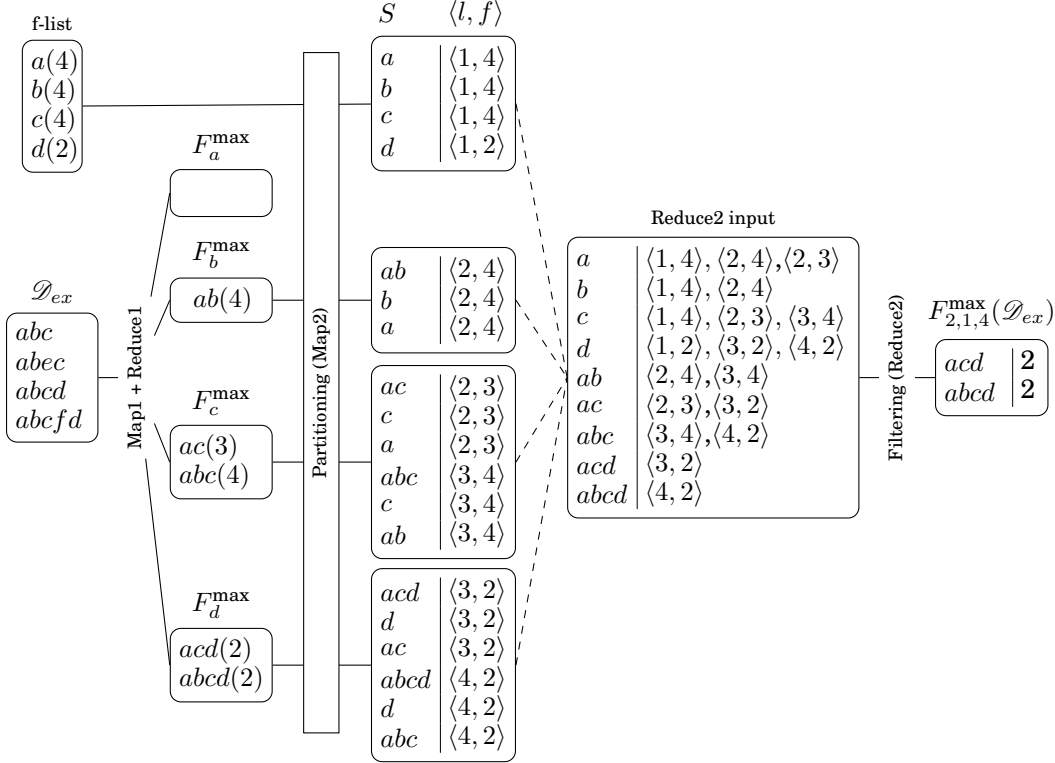 f-list
a(4)
b(4)
c(4)
d(2)
𝒟ex
abc
abec
abcd
abcfd
Map1 + Reduce1
F_a^max
F_b^max
ab(4)
F_c^max
ac(3)
abc(4)
F_d^max
acd(2)
abcd(2)
Partitioning (Map2)
S ⟨l, f⟩
a ⟨1, 4⟩
b ⟨1, 4⟩
c ⟨1, 4⟩
d ⟨1, 2⟩
ab ⟨2, 4⟩
b ⟨2, 4⟩
a ⟨2, 4⟩
ac ⟨2, 3⟩
c ⟨2, 3⟩
a ⟨2, 3⟩
abc ⟨3, 4⟩
c ⟨3, 4⟩
ab ⟨3, 4⟩
acd ⟨3, 2⟩
d ⟨3, 2⟩
ac ⟨3, 2⟩
abcd ⟨4, 2⟩
d ⟨4, 2⟩
abc ⟨4, 2⟩
Reduce2 input
a ⟨1, 4⟩, ⟨2, 4⟩,⟨2, 3⟩
b ⟨1, 4⟩, ⟨2, 4⟩
c ⟨1, 4⟩, ⟨2, 3⟩, ⟨3, 4⟩
d ⟨1, 2⟩, ⟨3, 2⟩, ⟨4, 2⟩
ab ⟨2, 4⟩,⟨3, 4⟩
ac ⟨2, 3⟩,⟨3, 2⟩
abc ⟨3, 4⟩,⟨4, 2⟩
acd ⟨3, 2⟩
abcd ⟨4, 2⟩
Filtering (Reduce2)
F_{2,1,4}^max(𝒟ex)
acd 2
abcd 2